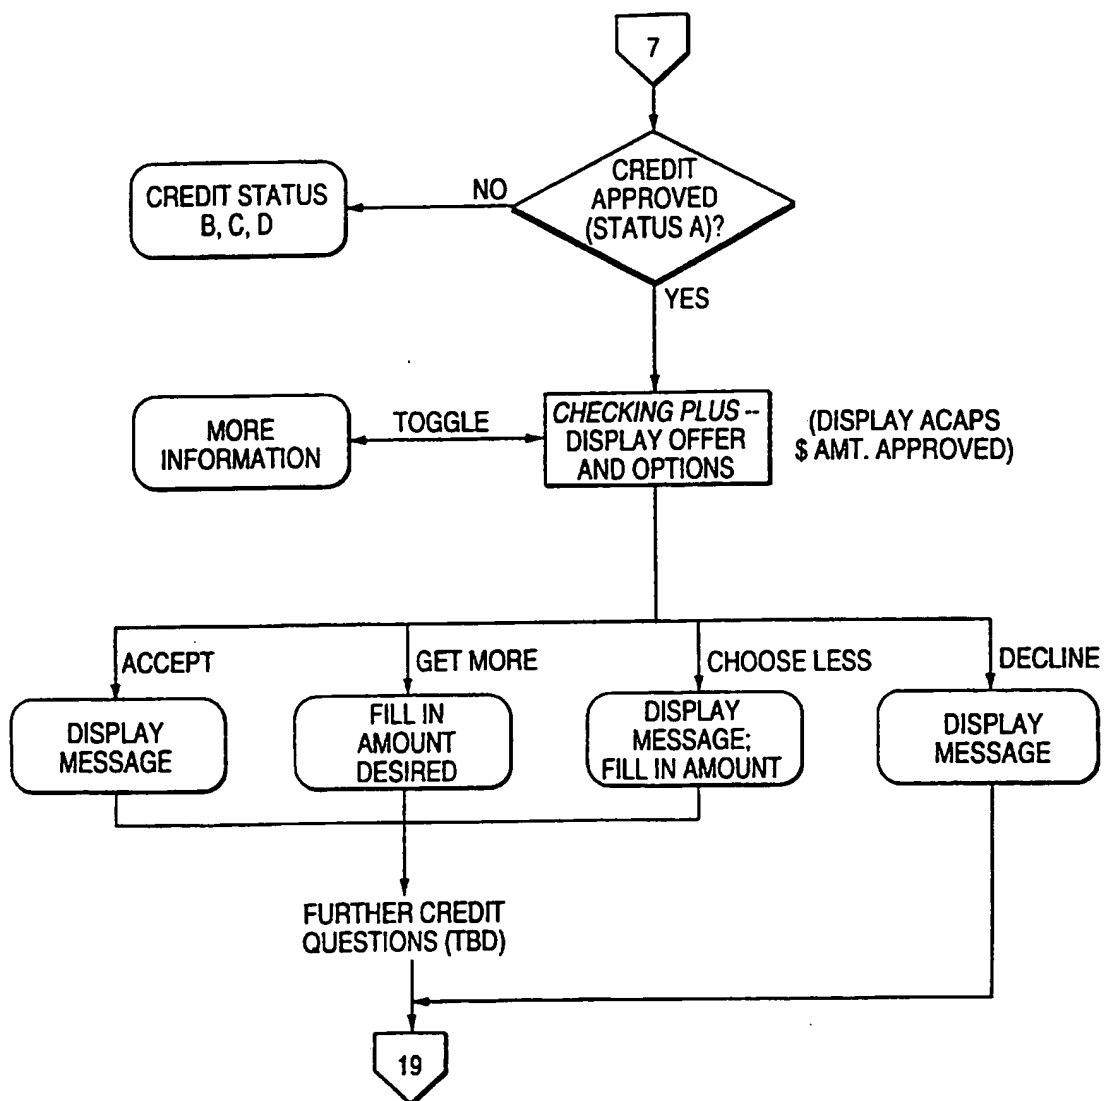 7
CREDIT
APPROVED
(STATUS A)?
NO
CREDIT STATUS
B, C, D
YES
CHECKING PLUS --
DISPLAY OFFER
AND OPTIONS
(DISPLAY ACAPS
$ AMT. APPROVED)
TOGGLE
MORE
INFORMATION
ACCEPT
GET MORE
CHOOSE LESS
DECLINE
DISPLAY
MESSAGE
FILL IN
AMOUNT
DESIRED
DISPLAY
MESSAGE;
FILL IN AMOUNT
DISPLAY
MESSAGE
FURTHER CREDIT
QUESTIONS (TBD)
19